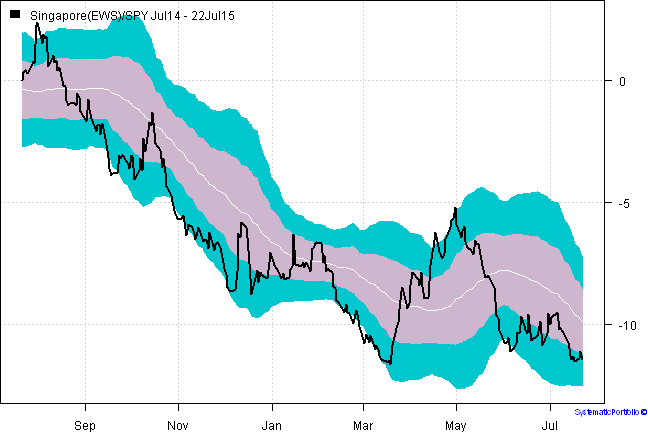 Singapore(EWS)/SPY Jul14 - 22Jul15
0
-5
-10
Sep Nov Jan Mar May Jul
SystematicPortfolio ©